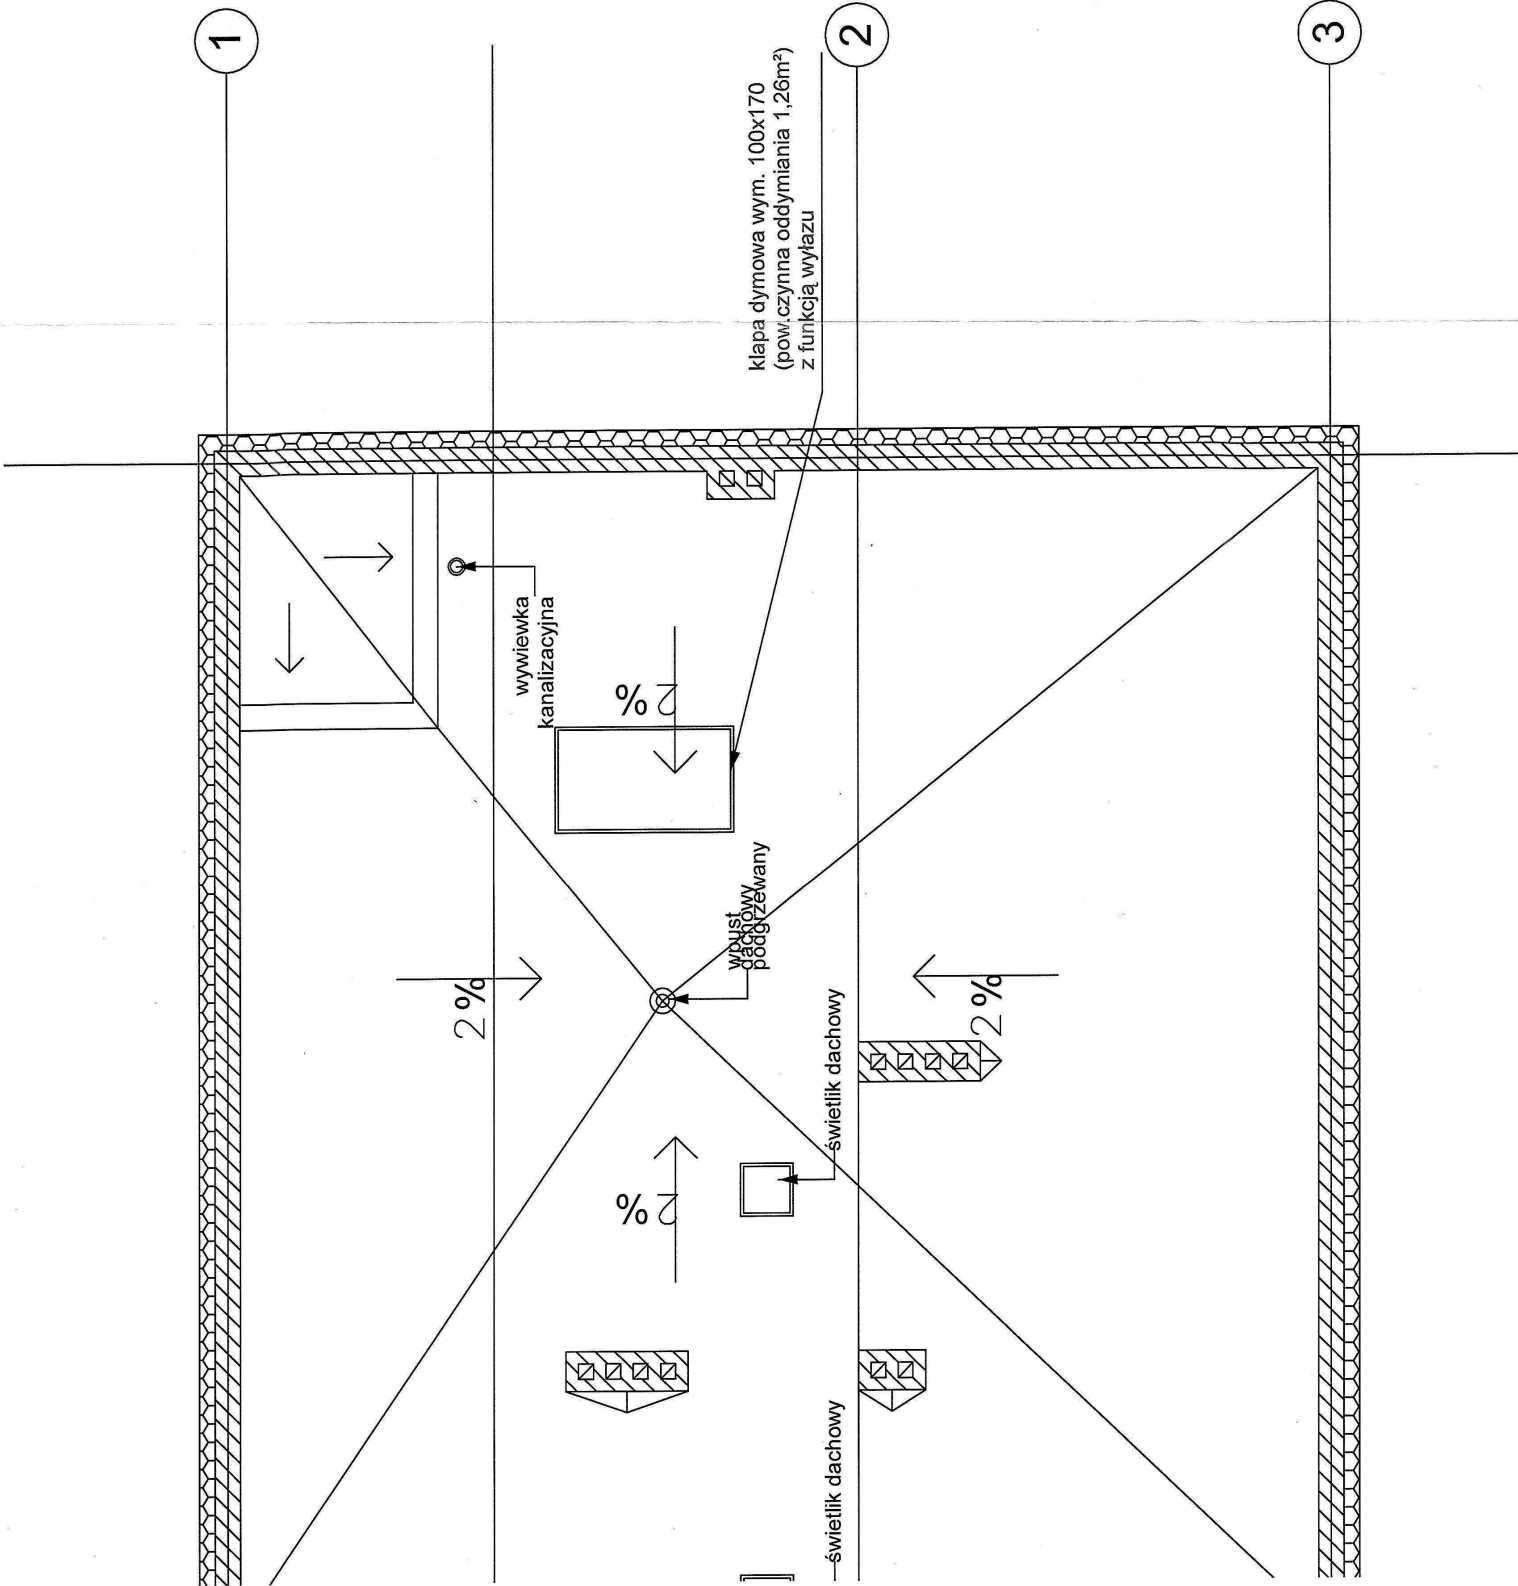 1
2
3
klapa dymowa wym. 100x170
(pow.czynna oddymiania 1,26m²)
z funkcją wyłazu
wywiewka
kanalizacyjna
2%
wpust
dachowy
podgrzewany
2%
2%
świetlik dachowy
2%
świetlik dachowy